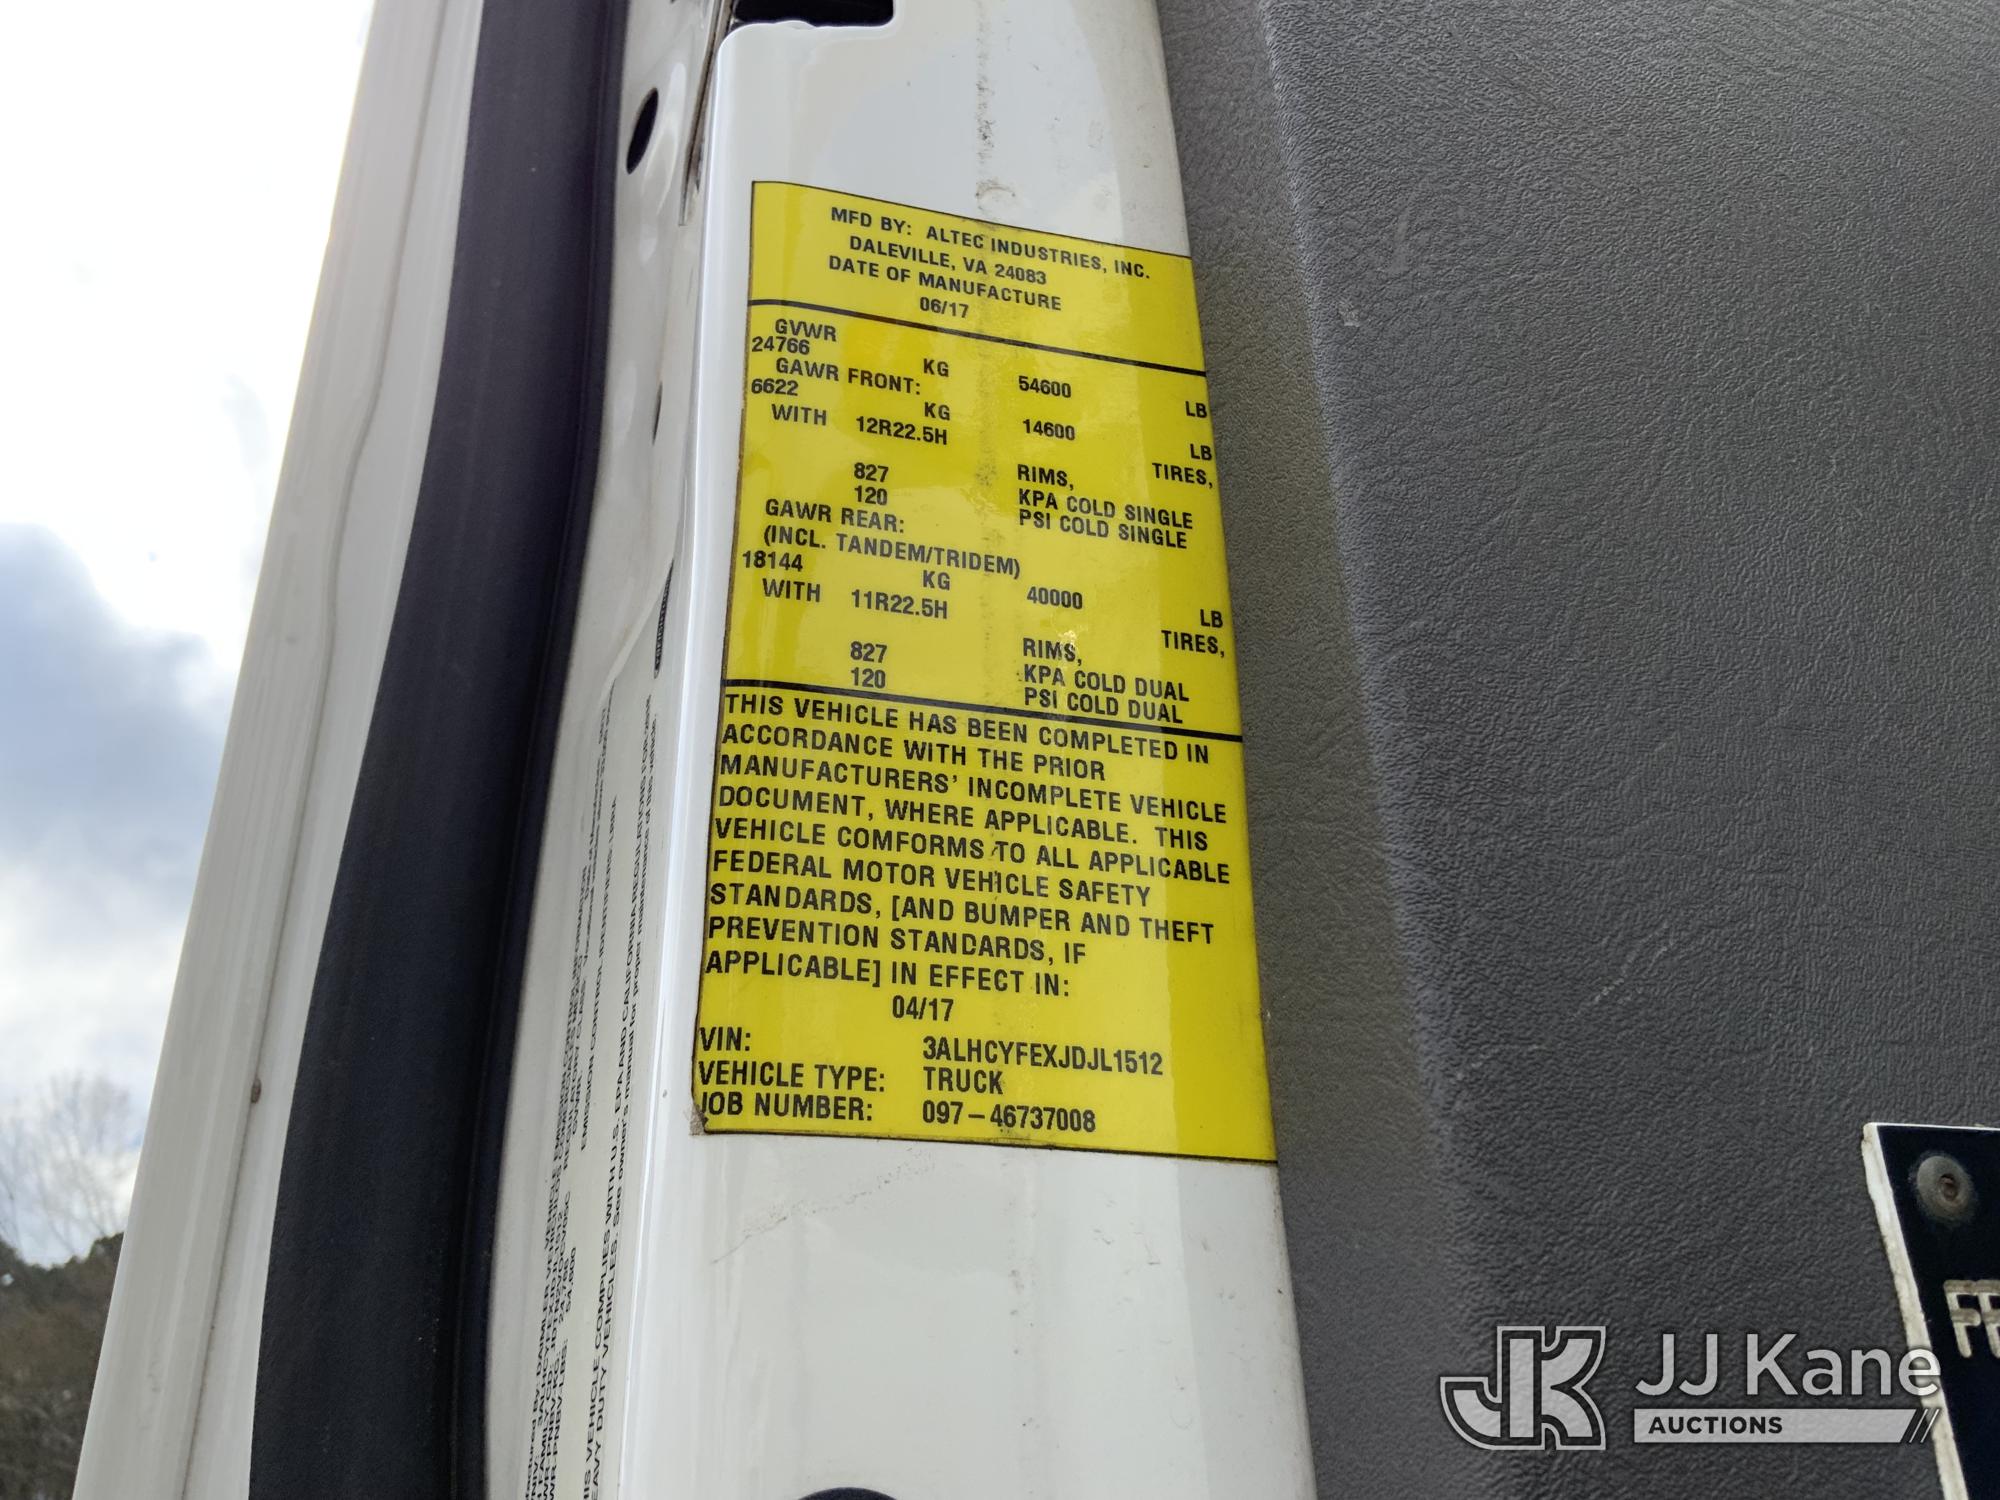 MFD BY: ALTEC INDUSTRIES, INC.
DALEVILLE, VA 24083
DATE OF MANUFACTURE
06/17
GVWR
24766 KG 54600 LB
GAWR FRONT:
6622 KG 14600 LB
WITH 12R22.5H TIRES,
RIMS,
827 KPA COLD SINGLE
120 PSI COLD SINGLE
GAWR REAR:
(INCL. TANDEM/TRIDEM)
18144 KG 40000 LB
WITH 11R22.5H TIRES,
RIMS,
827 KPA COLD DUAL
120 PSI COLD DUAL
THIS VEHICLE HAS BEEN COMPLETED IN
ACCORDANCE WITH THE PRIOR
MANUFACTURERS' INCOMPLETE VEHICLE
DOCUMENT, WHERE APPLICABLE. THIS
VEHICLE COMFORMS TO ALL APPLICABLE
FEDERAL MOTOR VEHICLE SAFETY
STANDARDS, [AND BUMPER AND THEFT
PREVENTION STANDARDS, IF
APPLICABLE] IN EFFECT IN:
04/17
VIN: 3ALHCYFEXJDJL1512
VEHICLE TYPE: TRUCK
JOB NUMBER: 097-46737008
JJ Kane
AUCTIONS